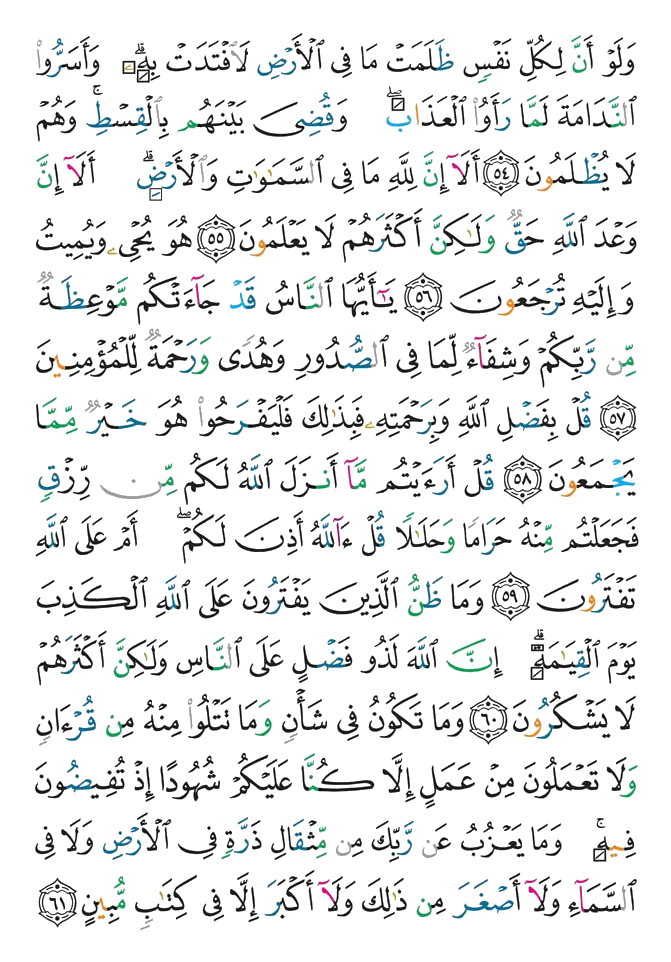 وَلَوْ أَنَّ لِكُلِّ نَفْسٍ ظَلَمَتْ مَا فِى ٱلْأَرْضِ لَٱفْتَدَتْ بِهِۦ ۗ وَأَسَرُّوا۟
ٱلنَّدَامَةَ لَمَّا رَأَوُا۟ ٱلْعَذَابَ ۖ وَقُضِىَ بَيْنَهُم بِٱلْقِسْطِ ۚ وَهُمْ
لَا يُظْلَمُونَ ٥٤ أَلَآ إِنَّ لِلَّهِ مَا فِى ٱلسَّمَـٰوَٰتِ وَٱلْأَرْضِ ۗ أَلَآ إِنَّ
وَعْدَ ٱللَّهِ حَقٌّ وَلَـٰكِنَّ أَكْثَرَهُمْ لَا يَعْلَمُونَ ٥٥ هُوَ يُحْىِۦ وَيُمِيتُ
وَإِلَيْهِ تُرْجَعُونَ ٥٦ يَـٰٓأَيُّهَا ٱلنَّاسُ قَدْ جَآءَتْكُم مَّوْعِظَةٌ
مِّن رَّبِّكُمْ وَشِفَآءٌ لِّمَا فِى ٱلصُّدُورِ وَهُدًى وَرَحْمَةٌ لِّلْمُؤْمِنِينَ
٥٧ قُلْ بِفَضْلِ ٱللَّهِ وَبِرَحْمَتِهِۦ فَبِذَٰلِكَ فَلْيَفْرَحُوا۟ هُوَ خَيْرٌ مِّمَّا
يَجْمَعُونَ ٥٨ قُلْ أَرَءَيْتُم مَّآ أَنزَلَ ٱللَّهُ لَكُم مِّن رِّزْقٍ
فَجَعَلْتُم مِّنْهُ حَرَامًا وَحَلَـٰلًا قُلْ ءَآللَّهُ أَذِنَ لَكُمْ ۖ أَمْ عَلَى ٱللَّهِ
تَفْتَرُونَ ٥٩ وَمَا ظَنُّ ٱلَّذِينَ يَفْتَرُونَ عَلَى ٱللَّهِ ٱلْكَذِبَ
يَوْمَ ٱلْقِيَـٰمَةِ ۗ إِنَّ ٱللَّهَ لَذُو فَضْلٍ عَلَى ٱلنَّاسِ وَلَـٰكِنَّ أَكْثَرَهُمْ
لَا يَشْكُرُونَ ٦٠ وَمَا تَكُونُ فِى شَأْنٍ وَمَا تَتْلُوا۟ مِنْهُ مِن قُرْءَانٍ
وَلَا تَعْمَلُونَ مِنْ عَمَلٍ إِلَّا كُنَّا عَلَيْكُمْ شُهُودًا إِذْ تُفِيضُونَ
فِيهِ ۚ وَمَا يَعْزُبُ عَن رَّبِّكَ مِن مِّثْقَالِ ذَرَّةٍ فِى ٱلْأَرْضِ وَلَا فِى
ٱلسَّمَآءِ وَلَآ أَصْغَرَ مِن ذَٰلِكَ وَلَآ أَكْبَرَ إِلَّا فِى كِتَـٰبٍ مُّبِينٍ ٦١